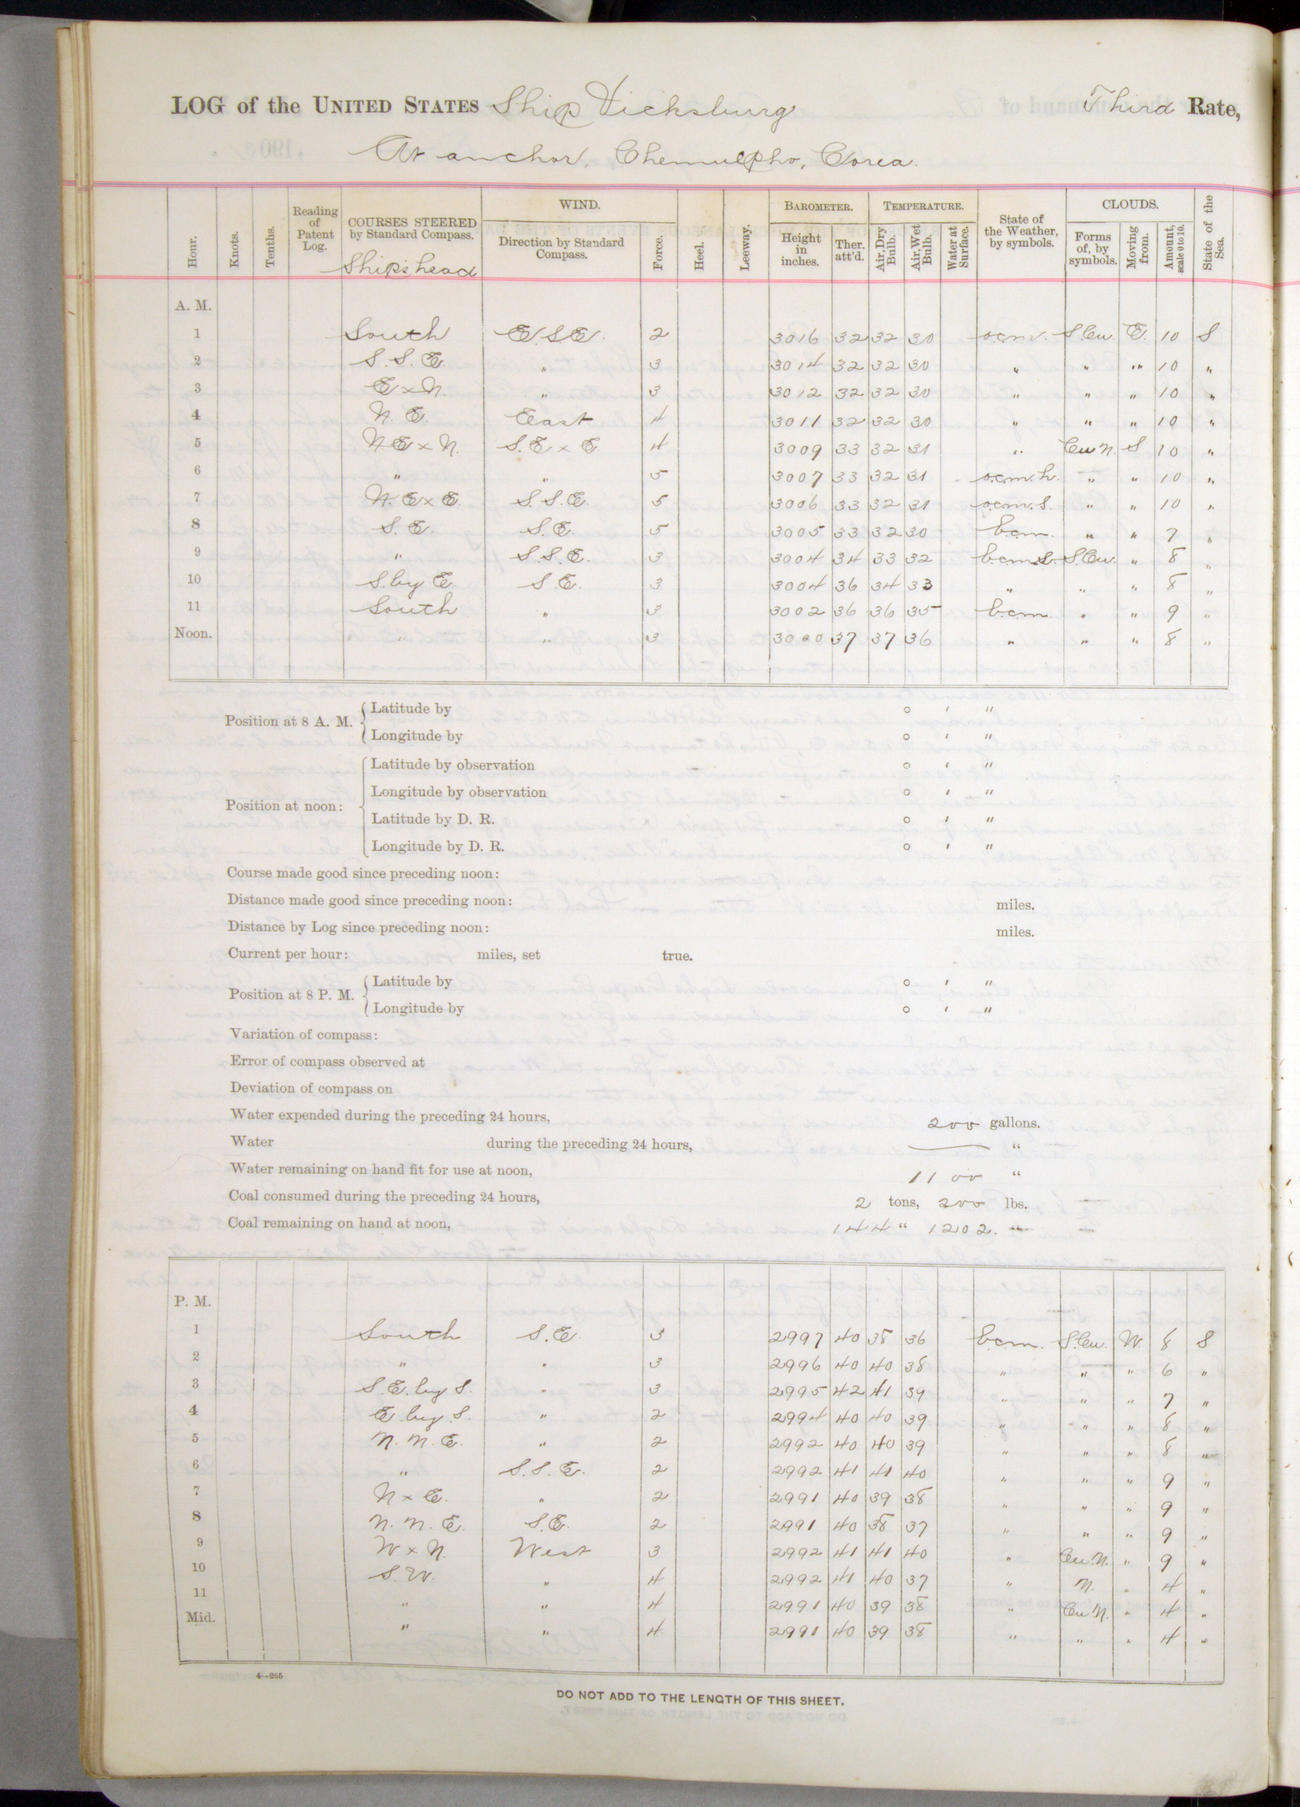 LOG of the UNITED STATES Ship Vicksburg Third Rate,
At anchor, Chemulpho, Corea.
Hour. Knots. Tenths. Reading of Patent Log. COURSES STEERED by Standard Compass. Ship's head WIND. Direction by Standard Compass. Force. Heel. Leeway. BAROMETER. Height in inches. Ther. att'd. TEMPERATURE. Air, Dry Bulb. Air, Wet Bulb. Water at Surface. State of the Weather, by symbols. CLOUDS. Forms of, by symbols. Moving from. Amount, scale 0 to 10. State of the Sea.
A. M.
1 South ESE. 2 3016 32 32 30 o.c.m. S.Cu. E. 10 S
2 S.S.E. " 3 3014 32 32 30 " " " 10 "
3 E x N. " 3 3012 32 32 30 " " " 10 "
4 N.E. East 4 3011 32 32 30 " " " 10 "
5 NE x N. S.E x E 4 3009 33 32 31 " Cu N. S 10 "
6 " " 5 3007 33 32 31 o.c.m.h. " " 10 "
7 N.E x E. S.S.E 5 3006 33 32 31 o.c.m.s. " " 10 "
8 S.E. S.E. 5 3005 33 32 30 b.c.m. " " 7 "
9 " S.S.E. 3 3004 34 33 32 b.c.m.s. S.Cu. " 8 "
10 S. by E. S.E. 3 3004 36 34 33 " " " 8 "
11 South " 3 3002 36 36 35 b.c.m. " " 9 "
Noon. " " 3 3000 37 37 36 " " " 8 "
Position at 8 A. M. Latitude by ° ' "
Longitude by ° ' "
Position at noon: Latitude by observation ° ' "
Longitude by observation ° ' "
Latitude by D. R. ° ' "
Longitude by D. R. ° ' "
Course made good since preceding noon:
Distance made good since preceding noon: miles.
Distance by Log since preceding noon: miles.
Current per hour: miles, set true.
Position at 8 P. M. Latitude by ° ' "
Longitude by ° ' "
Variation of compass:
Error of compass observed at
Deviation of compass on
Water expended during the preceding 24 hours, 200 gallons.
Water during the preceding 24 hours, — "
Water remaining on hand fit for use at noon, 1100 "
Coal consumed during the preceding 24 hours, 2 tons, 200 lbs.
Coal remaining on hand at noon, 144 " 1202. "
P. M.
1 South S.E. 3 2997 40 38 36 b.c.m. S.Cu. W. 8 S
2 " " 3 2996 40 40 38 " " " 6 "
3 S.E. by S. " 3 2995 42 41 39 " " " 7 "
4 E. by S. " 2 2994 40 40 39 " " " 8 "
5 N.N.E. " 2 2992 40 40 39 " " " 8 "
6 " S.S.E. 2 2992 41 41 40 " " " 9 "
7 N x E. " 2 2991 40 39 38 " " " 9 "
8 N.N.E. S.E. 2 2991 40 38 37 " " " 9 "
9 W x N. West 3 2992 41 41 40 " Cu.N. " 9 "
10 S.W. " 4 2992 41 40 37 " N. " 4 "
11 " " 4 2991 40 39 38 " Cu N. " 4 "
Mid. " " 4 2991 40 39 38 " " " 4 "
4—265
DO NOT ADD TO THE LENGTH OF THIS SHEET.